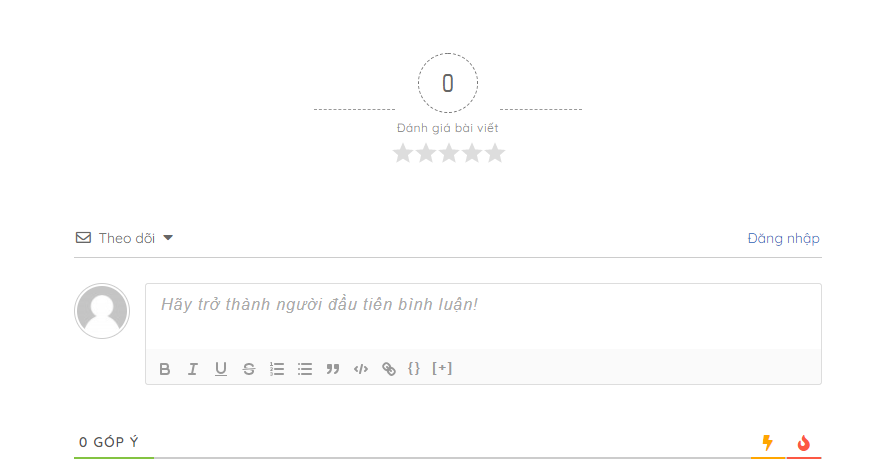 0
Đánh giá bài viết
Theo dõi
Đăng nhập
Hãy trở thành người đầu tiên bình luận!
B I U S {} [+]
0 GÓP Ý